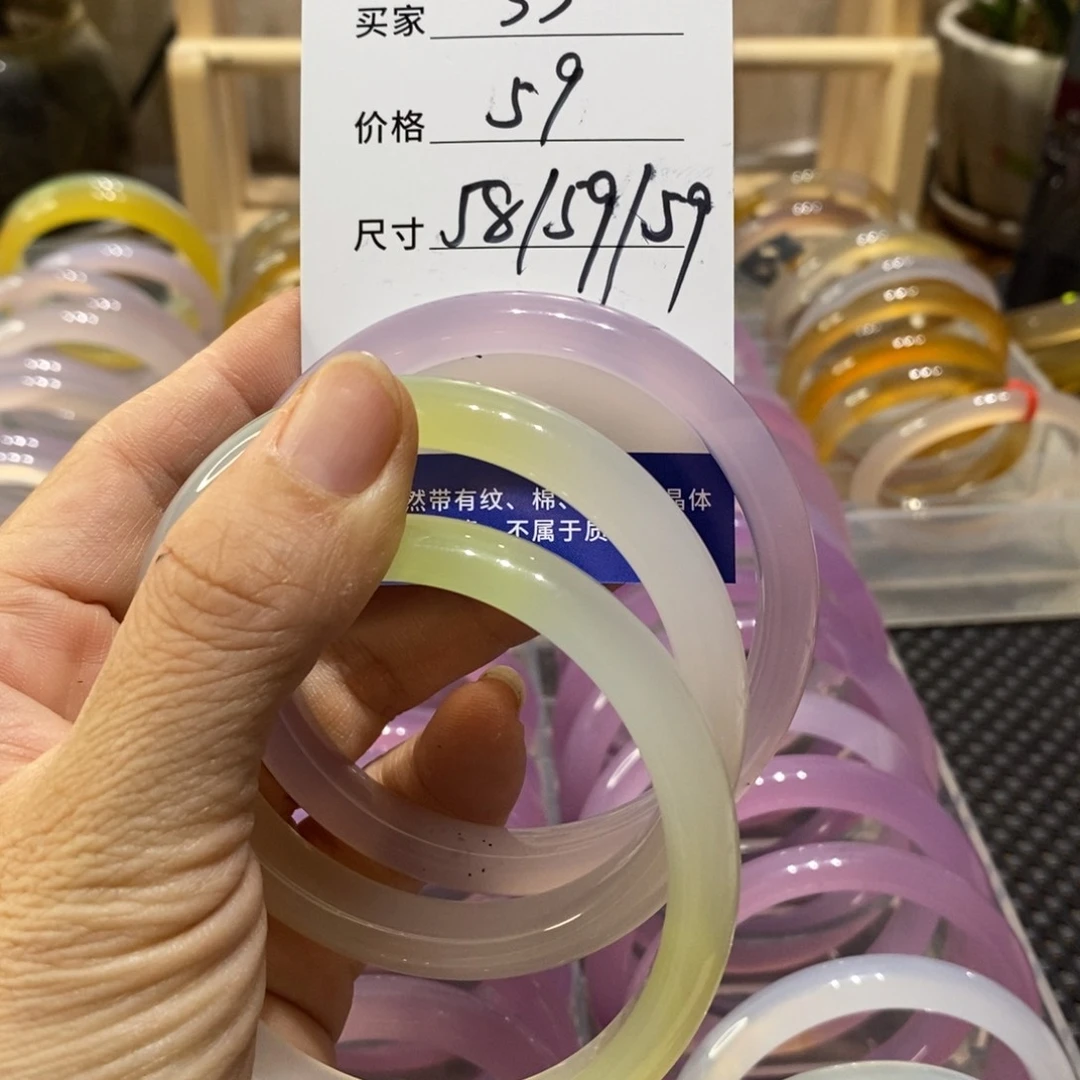 买家
价格 59
尺寸 58/59/59
然带有纹、棉、晶体
不属于质